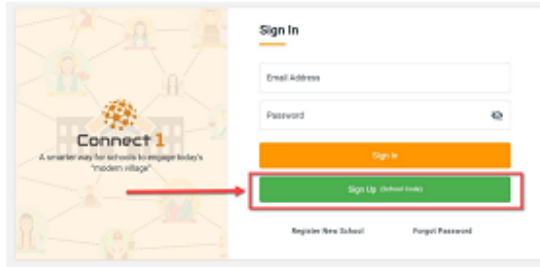 Connect 1
A smarter way for schools to engage today's
"modern village"
Sign In
Email Address
Password
Sign In
Sign Up (School Code)
Register New School Forgot Password